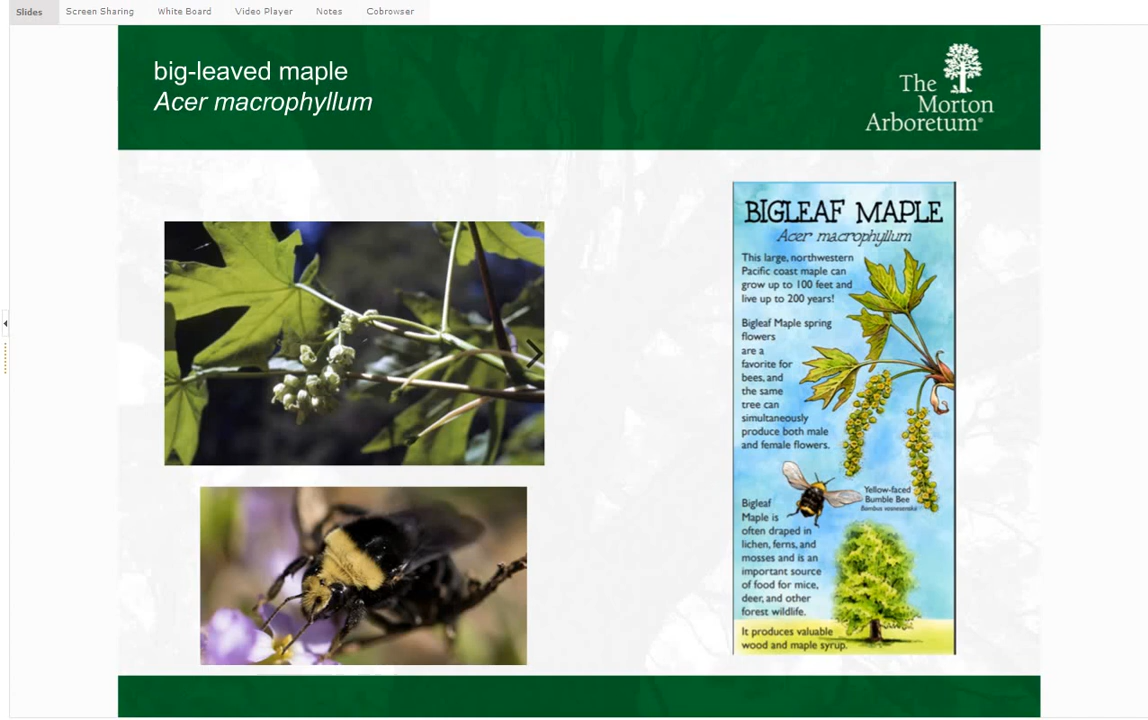 Slides Screen Sharing White Board Video Player Notes Cobrowser
big-leaved maple
Acer macrophyllum
The
Morton
Arboretum®
BIGLEAF MAPLE
Acer macrophyllum
This large, northwestern
Pacific coast maple can
grow up to 100 feet and
live up to 200 years!
Bigleaf Maple spring
flowers
are a
favorite for
bees, and
the same
tree can
simultaneously
produce both male
and female flowers.
Yellow-faced
Bumble Bee
Bombus vosnesenskii
Bigleaf
Maple is
often draped in
lichen, ferns, and
mosses and is an
important source
of food for mice,
deer, and other
forest wildlife.
It produces valuable
wood and maple syrup.